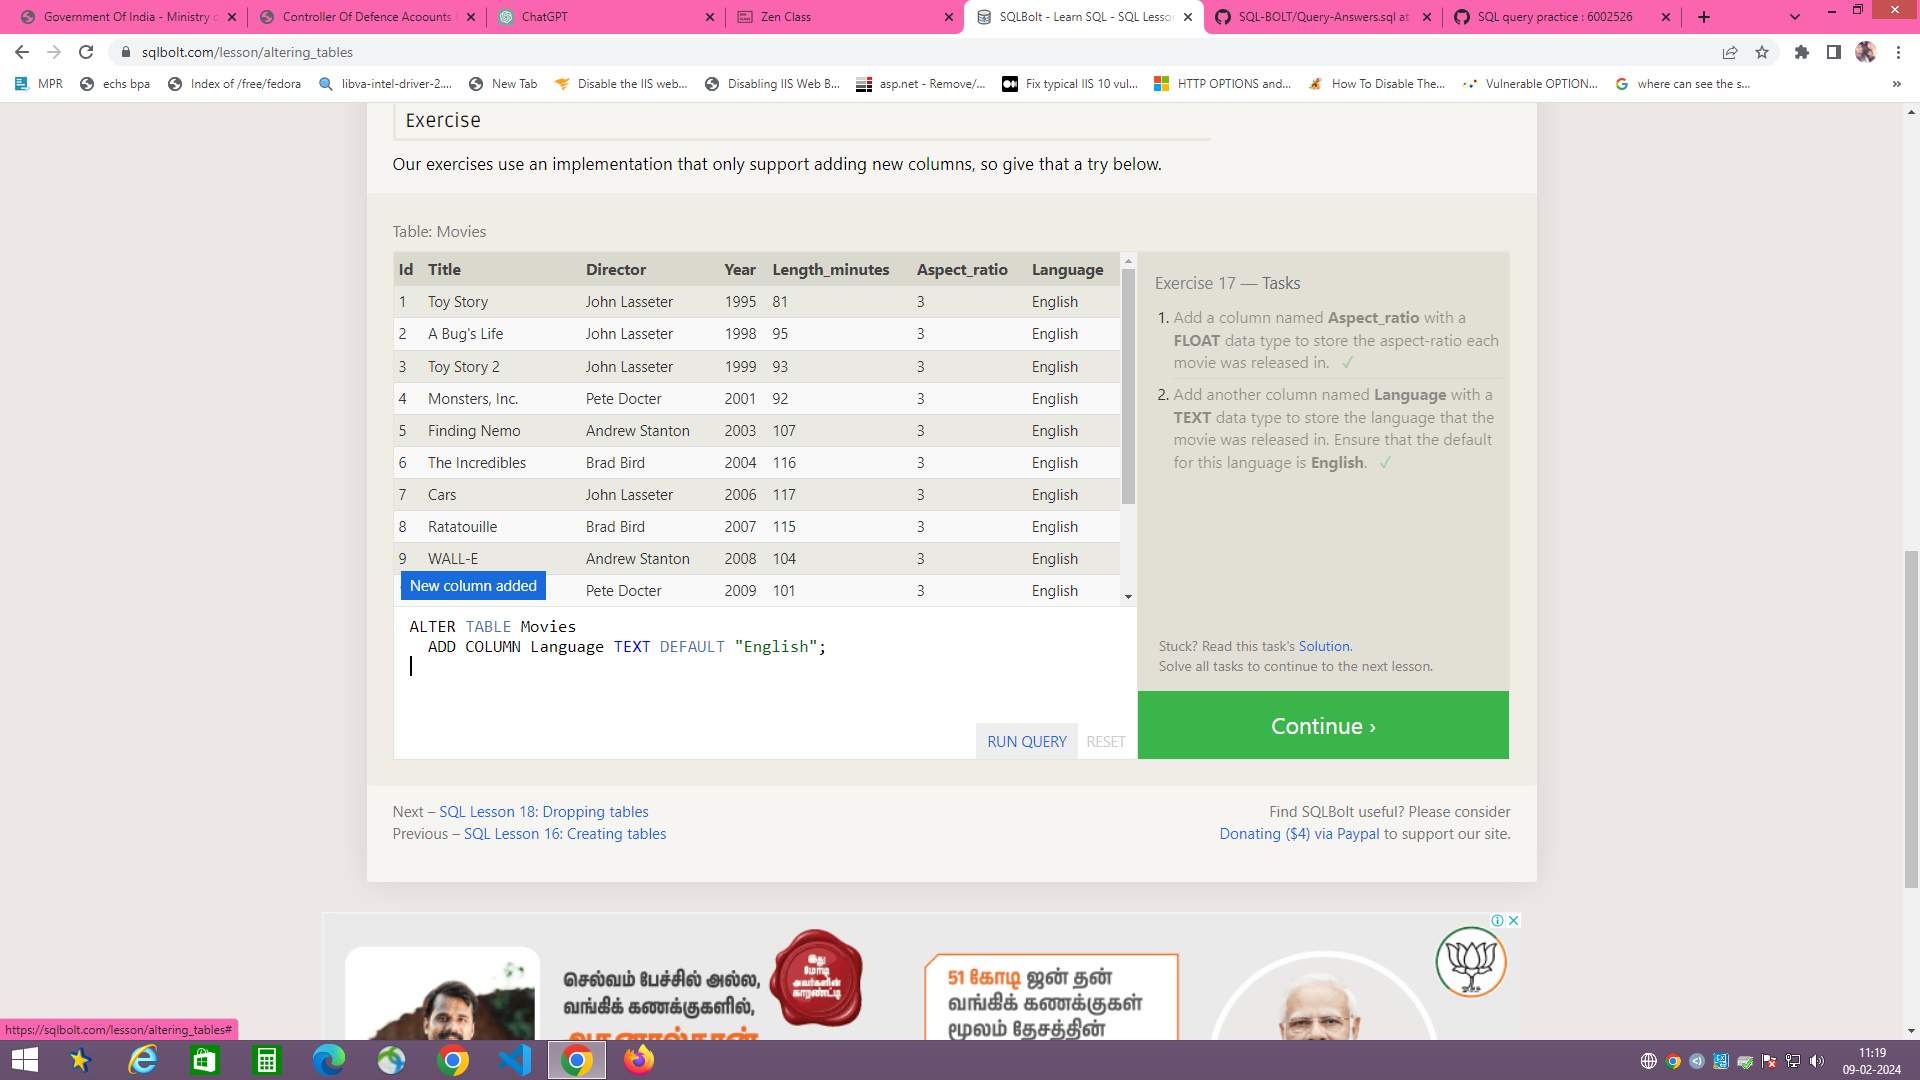 Government Of India - Ministry c
Controller Of Defence Acoounts
ChatGPT
Zen Class
SQLBolt - Learn SQL - SQL Lesso
SQL-BOLT/Query-Answers.sql at
SQL query practice : 6002526
sqlbolt.com/lesson/altering_tables
MPR
echs bpa
Index of /free/fedora
libva-intel-driver-2....
New Tab
Disable the IIS web...
Disabling IIS Web B...
asp.net - Remove/...
Fix typical IIS 10 vul...
HTTP OPTIONS and...
How To Disable The...
Vulnerable OPTION...
where can see the s...
»
Exercise
Our exercises use an implementation that only support adding new columns, so give that a try below.
Table: Movies
Id Title Director Year Length_minutes Aspect_ratio Language
1 Toy Story John Lasseter 1995 81 3 English
2 A Bug's Life John Lasseter 1998 95 3 English
3 Toy Story 2 John Lasseter 1999 93 3 English
4 Monsters, Inc. Pete Docter 2001 92 3 English
5 Finding Nemo Andrew Stanton 2003 107 3 English
6 The Incredibles Brad Bird 2004 116 3 English
7 Cars John Lasseter 2006 117 3 English
8 Ratatouille Brad Bird 2007 115 3 English
9 WALL-E Andrew Stanton 2008 104 3 English
Pete Docter 2009 101 3 English
New column added
ALTER TABLE Movies
ADD COLUMN Language TEXT DEFAULT "English";
RUN QUERY
RESET
Exercise 17 — Tasks
1. Add a column named Aspect_ratio with a
FLOAT data type to store the aspect-ratio each
movie was released in. ✓
2. Add another column named Language with a
TEXT data type to store the language that the
movie was released in. Ensure that the default
for this language is English. ✓
Stuck? Read this task's Solution.
Solve all tasks to continue to the next lesson.
Continue ›
Next – SQL Lesson 18: Dropping tables
Previous – SQL Lesson 16: Creating tables
Find SQLBolt useful? Please consider
Donating ($4) via Paypal to support our site.
செல்வம் பேச்சில் அல்ல,
வங்கிக் கணக்குகளில்,
இது
மோடி
அவர்களின்
காரண்ட்டி
51 கோடி ஜன் தன்
வங்கிக் கணக்குகள்
மூலம் தேசத்தின்
https://sqlbolt.com/lesson/altering_tables#
11:19
09-02-2024